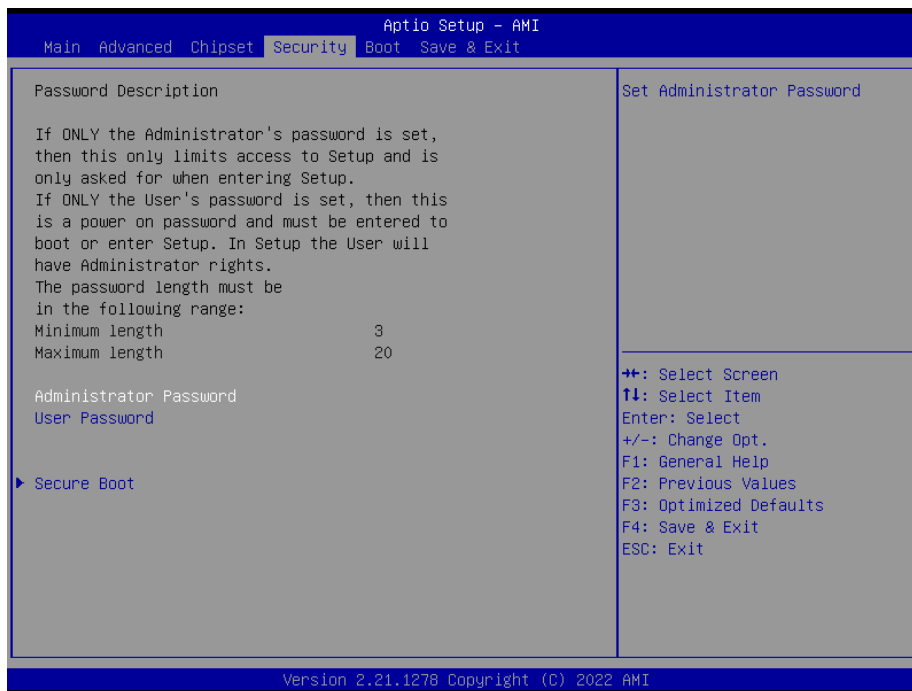 Aptio Setup - AMI
Main Advanced Chipset Security Boot Save & Exit
Password Description
If ONLY the Administrator's password is set,
then this only limits access to Setup and is
only asked for when entering Setup.
If ONLY the User's password is set, then this
is a power on password and must be entered to
boot or enter Setup. In Setup the User will
have Administrator rights.
The password length must be
in the following range:
Minimum length 3
Maximum length 20
Administrator Password
User Password
Secure Boot
Set Administrator Password
→←: Select Screen
↑↓: Select Item
Enter: Select
+/-: Change Opt.
F1: General Help
F2: Previous Values
F3: Optimized Defaults
F4: Save & Exit
ESC: Exit
Version 2.21.1278 Copyright (C) 2022 AMI